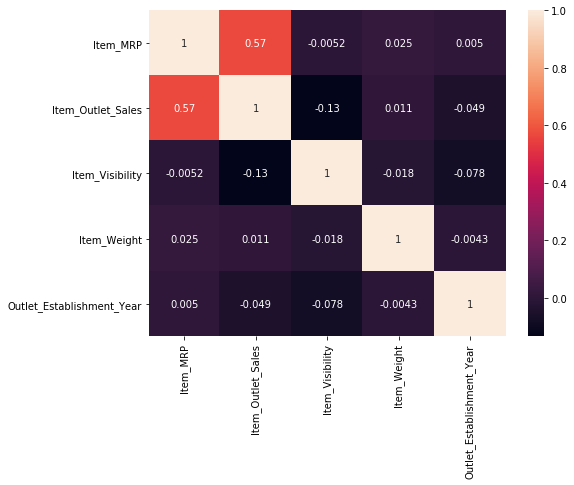 1.0
Item_MRP 1 0.57 -0.0052 0.025 0.005
0.8
Item_Outlet_Sales 0.57 1 -0.13 0.011 -0.049
0.6
Item_Visibility -0.0052 -0.13 1 -0.018 -0.078
0.4
Item_Weight 0.025 0.011 -0.018 1 -0.0043
0.2
Outlet_Establishment_Year 0.005 -0.049 -0.078 -0.0043 1
0.0
Item_MRP
Item_Outlet_Sales
Item_Visibility
Item_Weight
Outlet_Establishment_Year